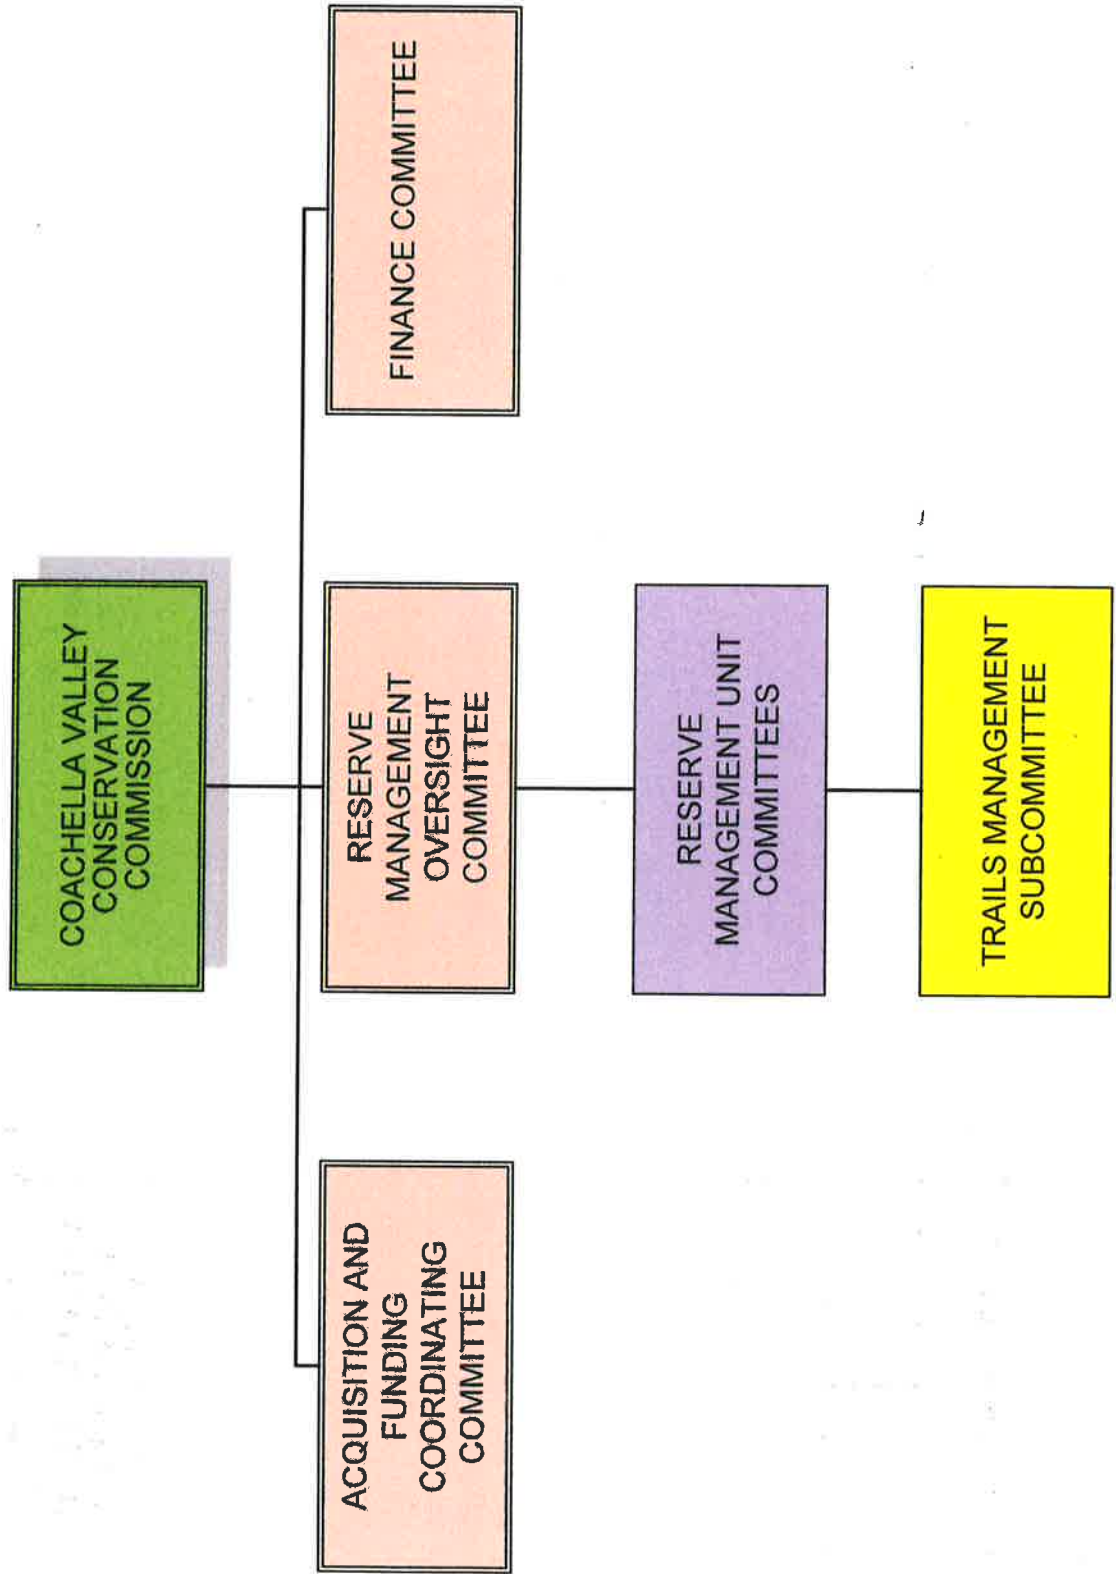 COACHELLA VALLEY
CONSERVATION
COMMISSION
ACQUISITION AND
FUNDING
COORDINATING
COMMITTEE
RESERVE
MANAGEMENT
OVERSIGHT
COMMITTEE
FINANCE COMMITTEE
RESERVE
MANAGEMENT UNIT
COMMITTEES
TRAILS MANAGEMENT
SUBCOMMITTEE